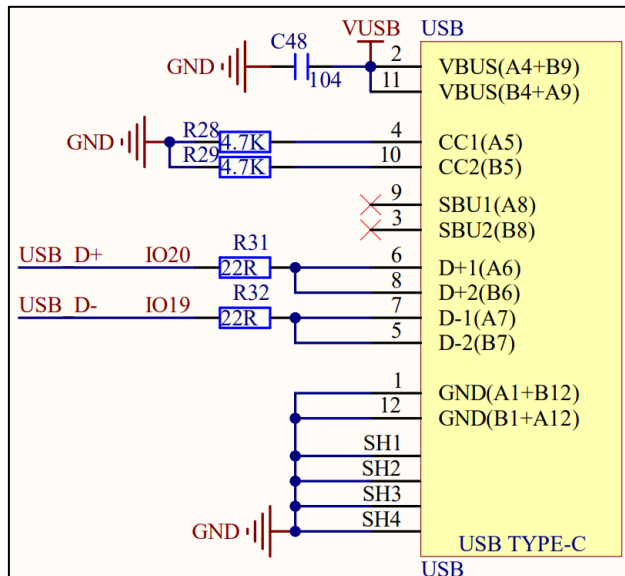 VUSB USB
C48
GND 104 2 VBUS(A4+B9)
11 VBUS(B4+A9)
GND R28 4.7K 4 CC1(A5)
R29 4.7K 10 CC2(B5)
9 SBU1(A8)
3 SBU2(B8)
R31
USB_D+ IO20 22R 6 D+1(A6)
R32 8 D+2(B6)
USB_D- IO19 22R 7 D-1(A7)
5 D-2(B7)
1 GND(A1+B12)
12 GND(B1+A12)
SH1
SH2
SH3
GND SH4
USB TYPE-C
USB